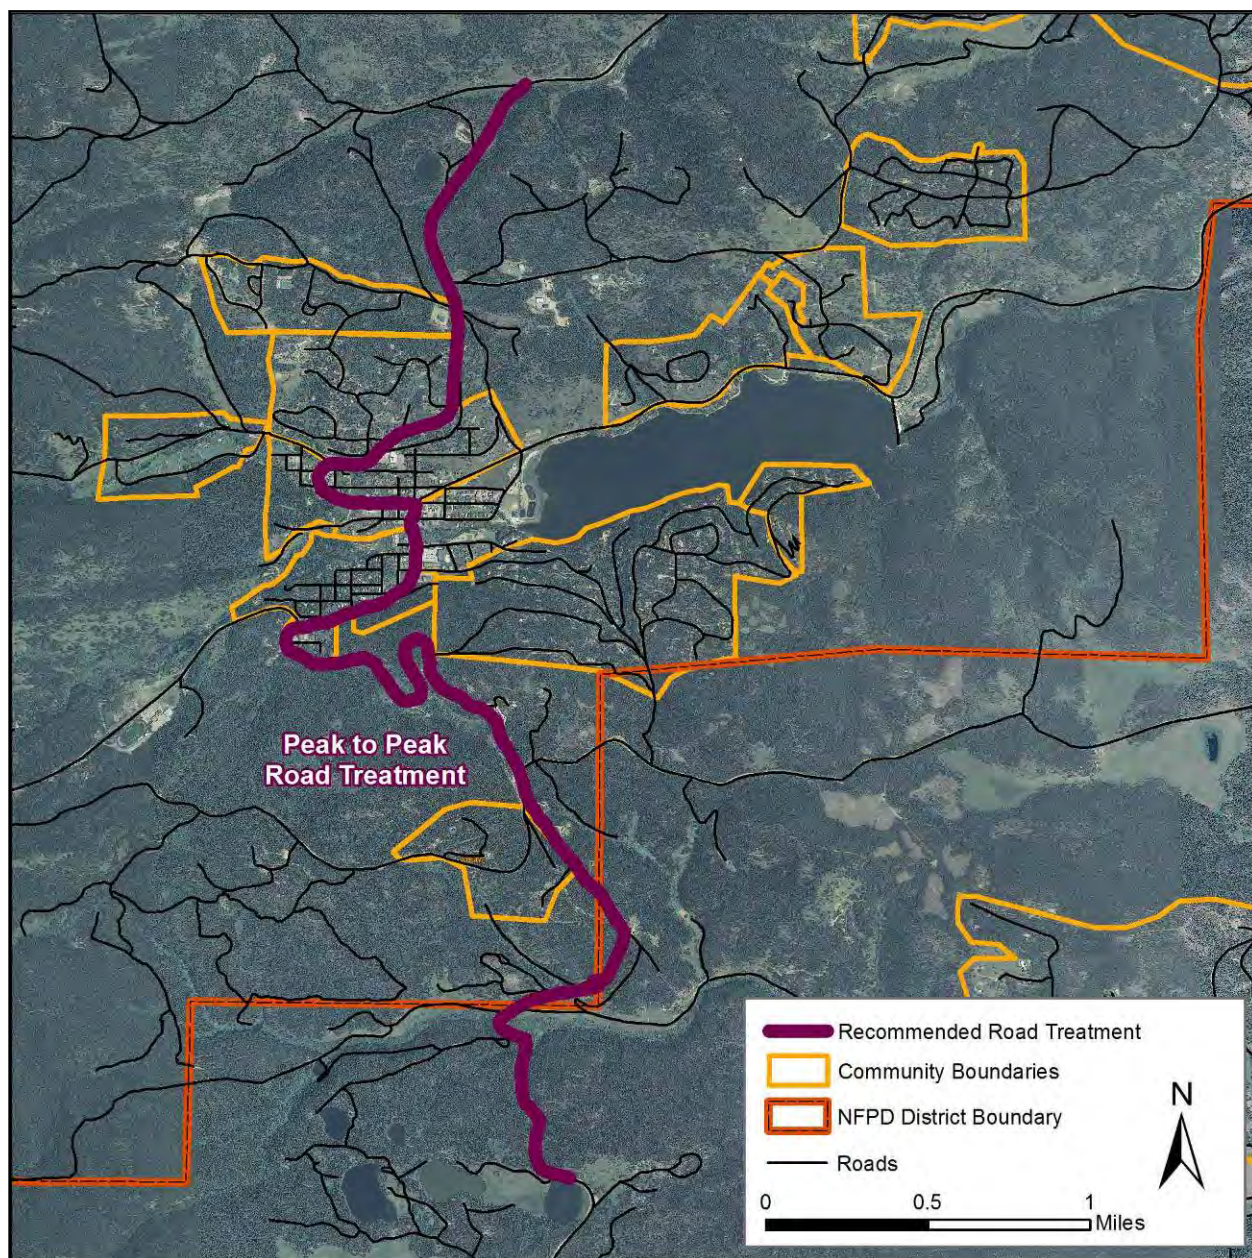 Peak to Peak
Road Treatment
Recommended Road Treatment
Community Boundaries
NFPD District Boundary
Roads
N
0 0.5 1
Miles